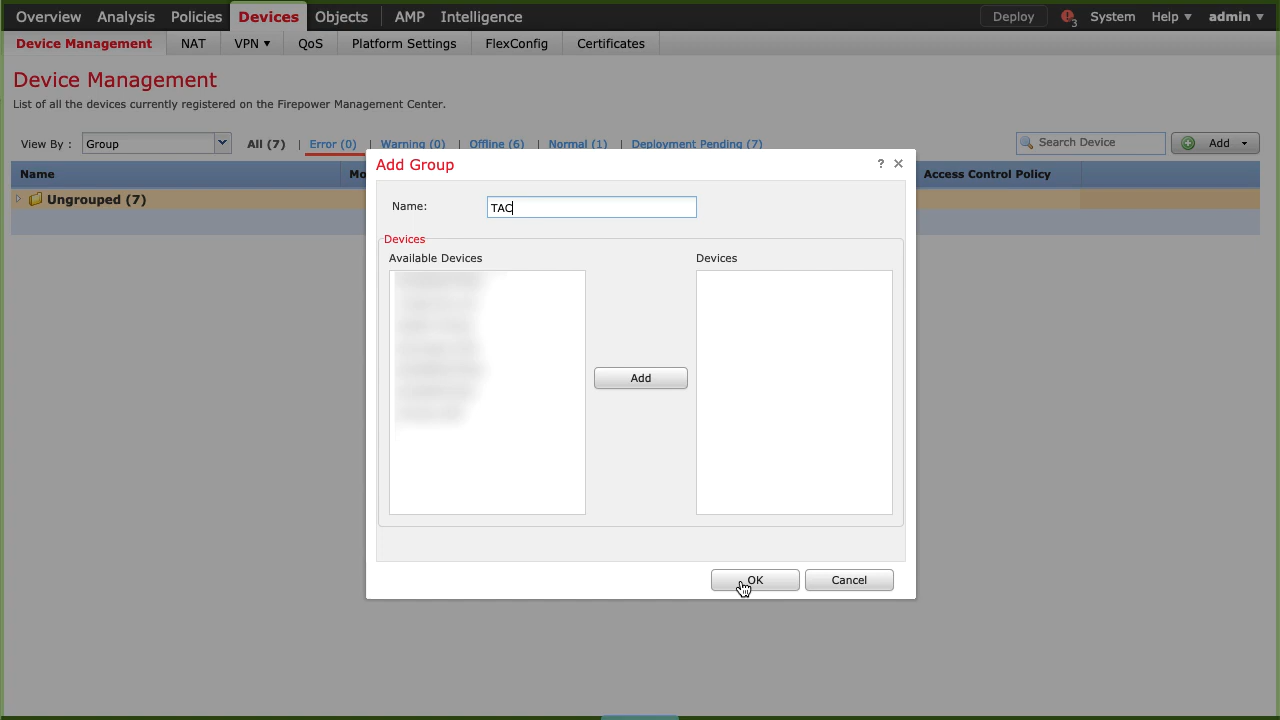 Overview Analysis Policies Devices Objects AMP Intelligence Deploy 3 System Help admin
Device Management NAT VPN QoS Platform Settings FlexConfig Certificates
Device Management
List of all the devices currently registered on the Firepower Management Center.
View By : Group All (7) | Error (0) | Warning (0) | Offline (6) | Normal (1) | Deployment Pending (7) Search Device Add
Name Mo Access Control Policy
Ungrouped (7)
Add Group ?
Name: TAC
Devices
Available Devices Devices
Add
OK Cancel